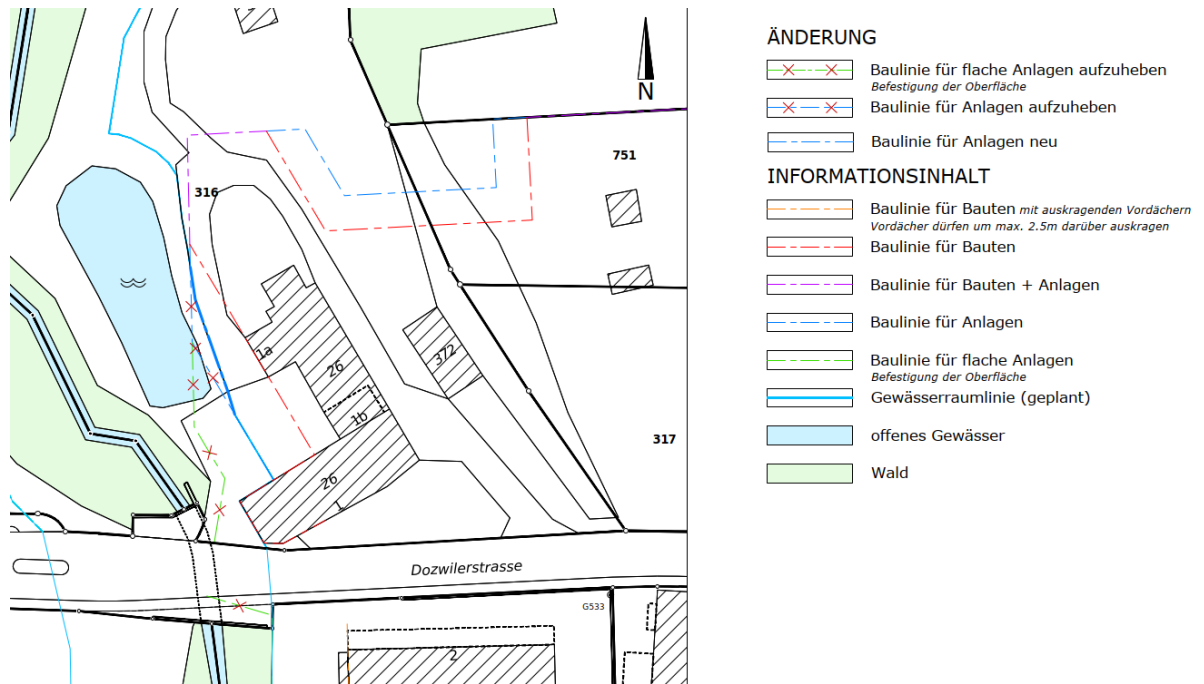 N
751
316
1a
26
372
1b
317
26
1
Dozwilerstrasse
G533
2
ÄNDERUNG
Baulinie für flache Anlagen aufzuheben
Befestigung der Oberfläche
Baulinie für Anlagen aufzuheben
Baulinie für Anlagen neu
INFORMATIONSINHALT
Baulinie für Bauten mit auskragenden Vordächern
Vordächer dürfen um max. 2.5m darüber auskragen
Baulinie für Bauten
Baulinie für Bauten + Anlagen
Baulinie für Anlagen
Baulinie für flache Anlagen
Befestigung der Oberfläche
Gewässerraumlinie (geplant)
offenes Gewässer
Wald